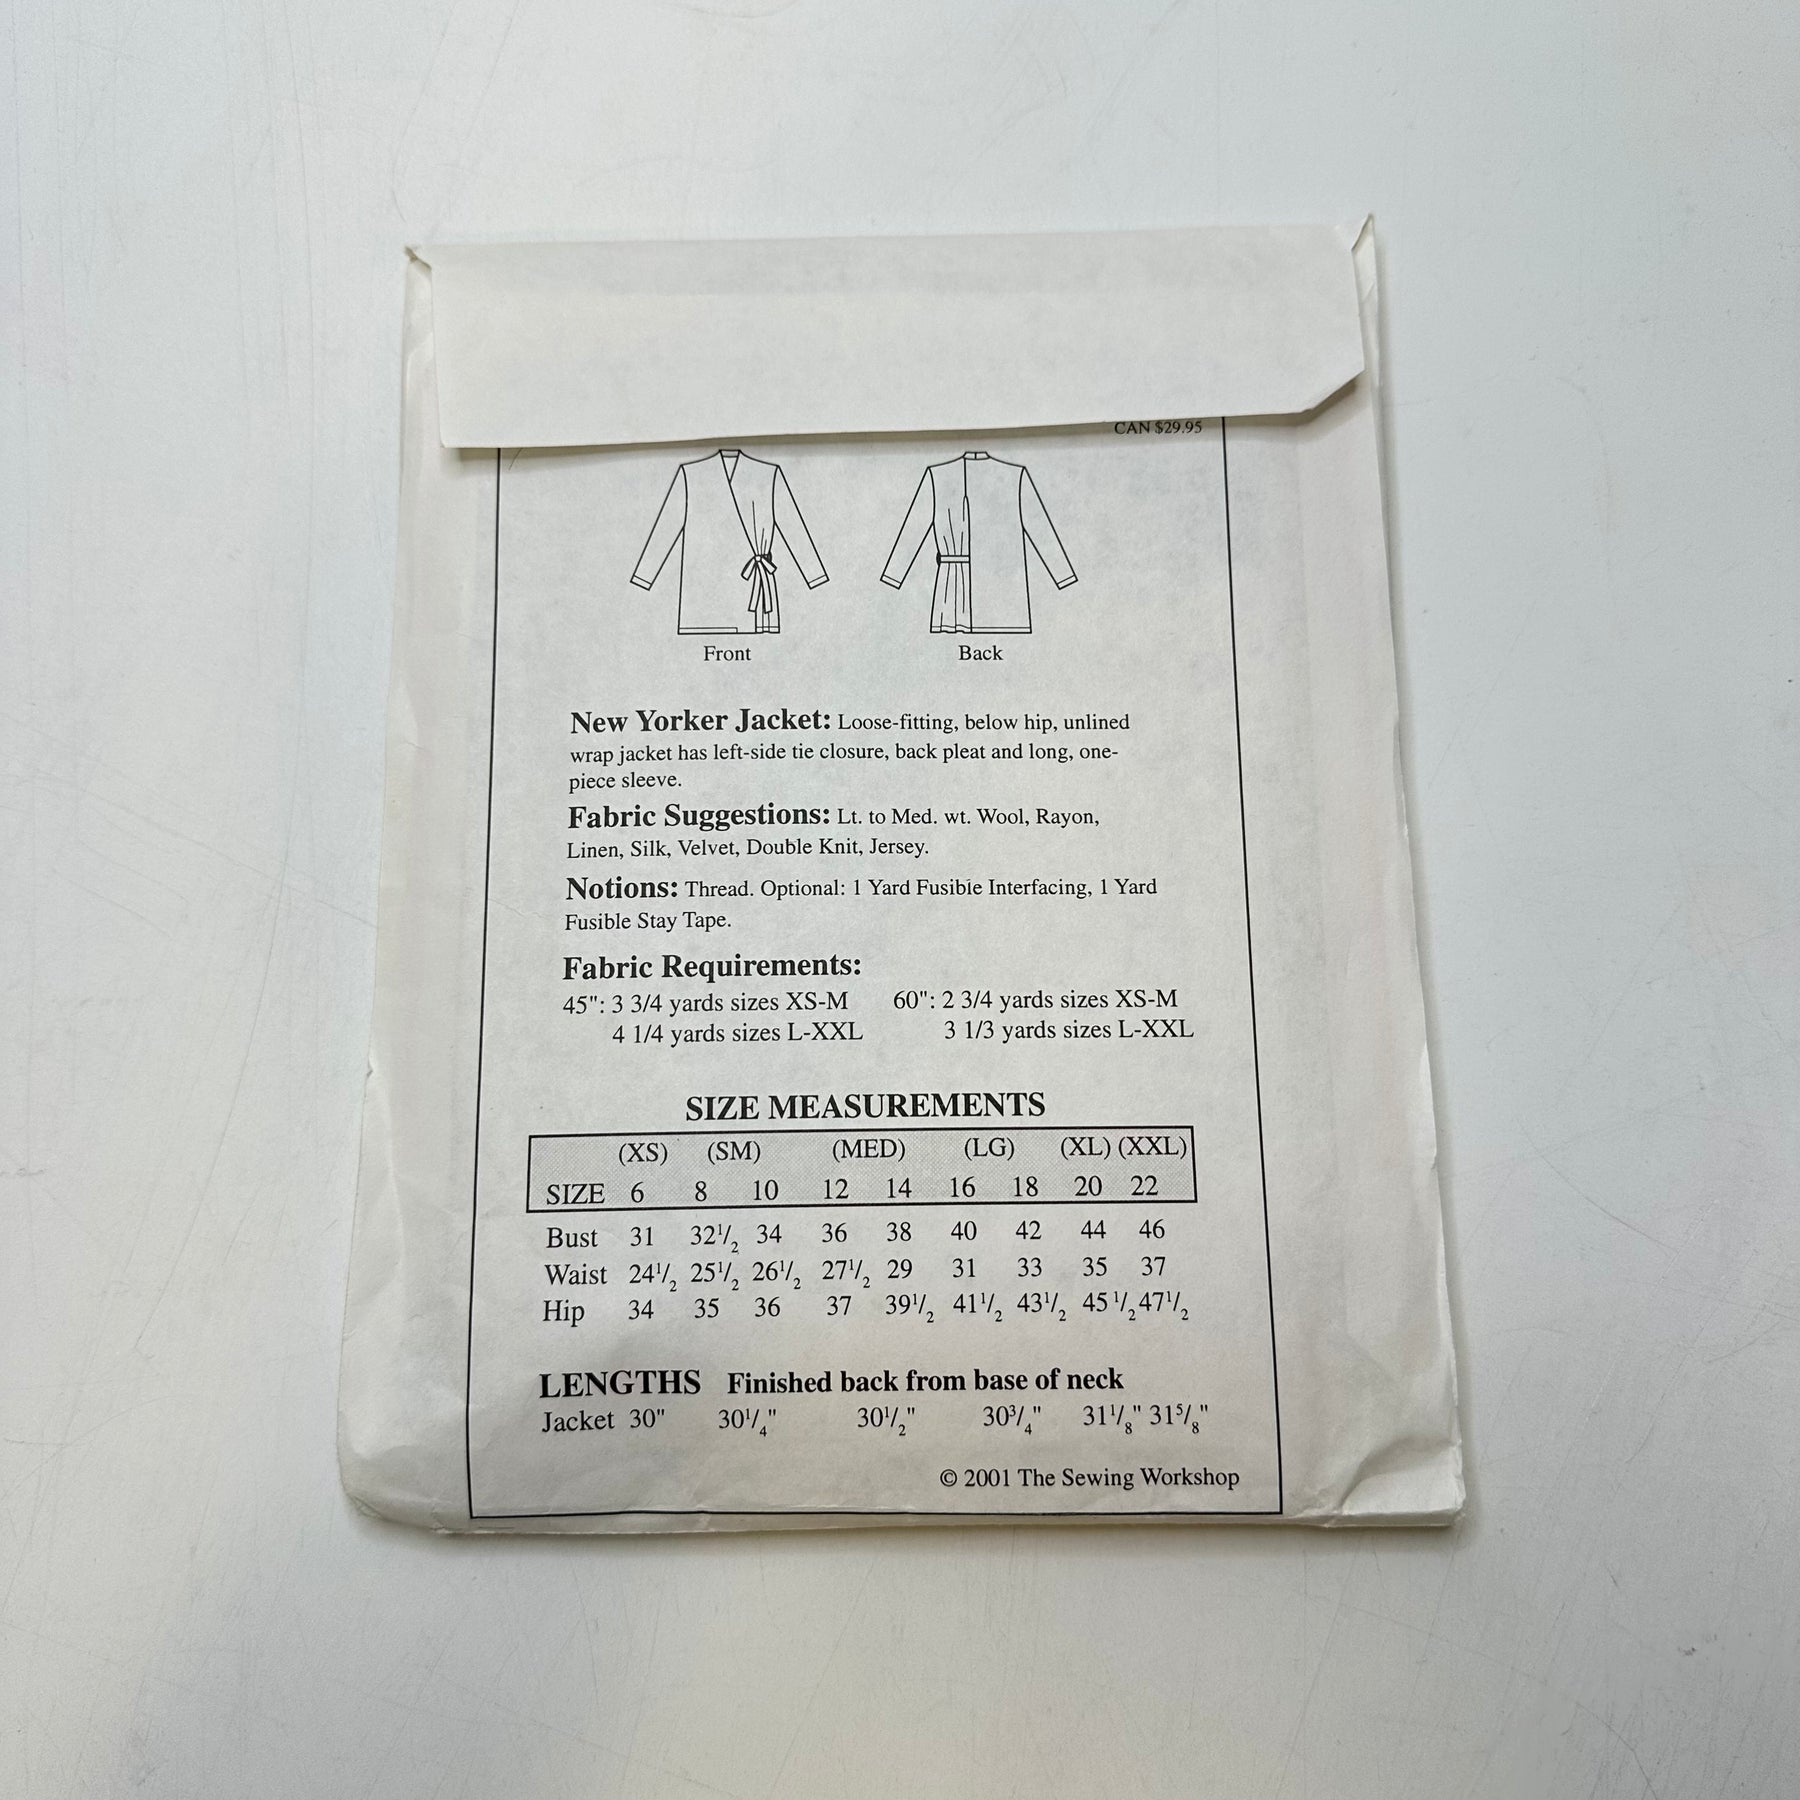 CAN $29.95
Front Back
New Yorker Jacket: Loose-fitting, below hip, unlined
wrap jacket has left-side tie closure, back pleat and long, one-
piece sleeve.
Fabric Suggestions: Lt. to Med. wt. Wool, Rayon,
Linen, Silk, Velvet, Double Knit, Jersey.
Notions: Thread. Optional: 1 Yard Fusible Interfacing, 1 Yard
Fusible Stay Tape.
Fabric Requirements:
45": 3 3/4 yards sizes XS-M 60": 2 3/4 yards sizes XS-M
4 1/4 yards sizes L-XXL 3 1/3 yards sizes L-XXL
SIZE MEASUREMENTS
(XS) (SM) (MED) (LG) (XL) (XXL)
SIZE 6 8 10 12 14 16 18 20 22
Bust 31 32 1/2 34 36 38 40 42 44 46
Waist 24 1/2 25 1/2 26 1/2 27 1/2 29 31 33 35 37
Hip 34 35 36 37 39 1/2 41 1/2 43 1/2 45 1/2 47 1/2
LENGTHS Finished back from base of neck
Jacket 30" 30 1/4" 30 1/2" 30 3/4" 31 1/8" 31 5/8"
© 2001 The Sewing Workshop